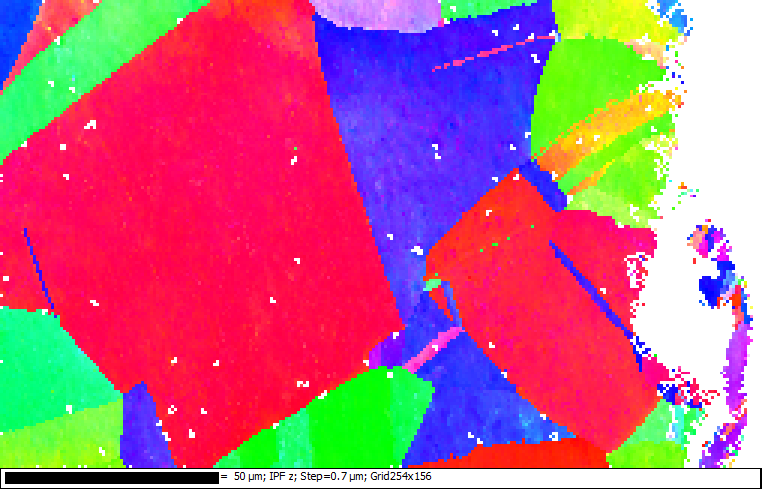 = 50 µm; IPF z; Step=0.7 µm; Grid254x156